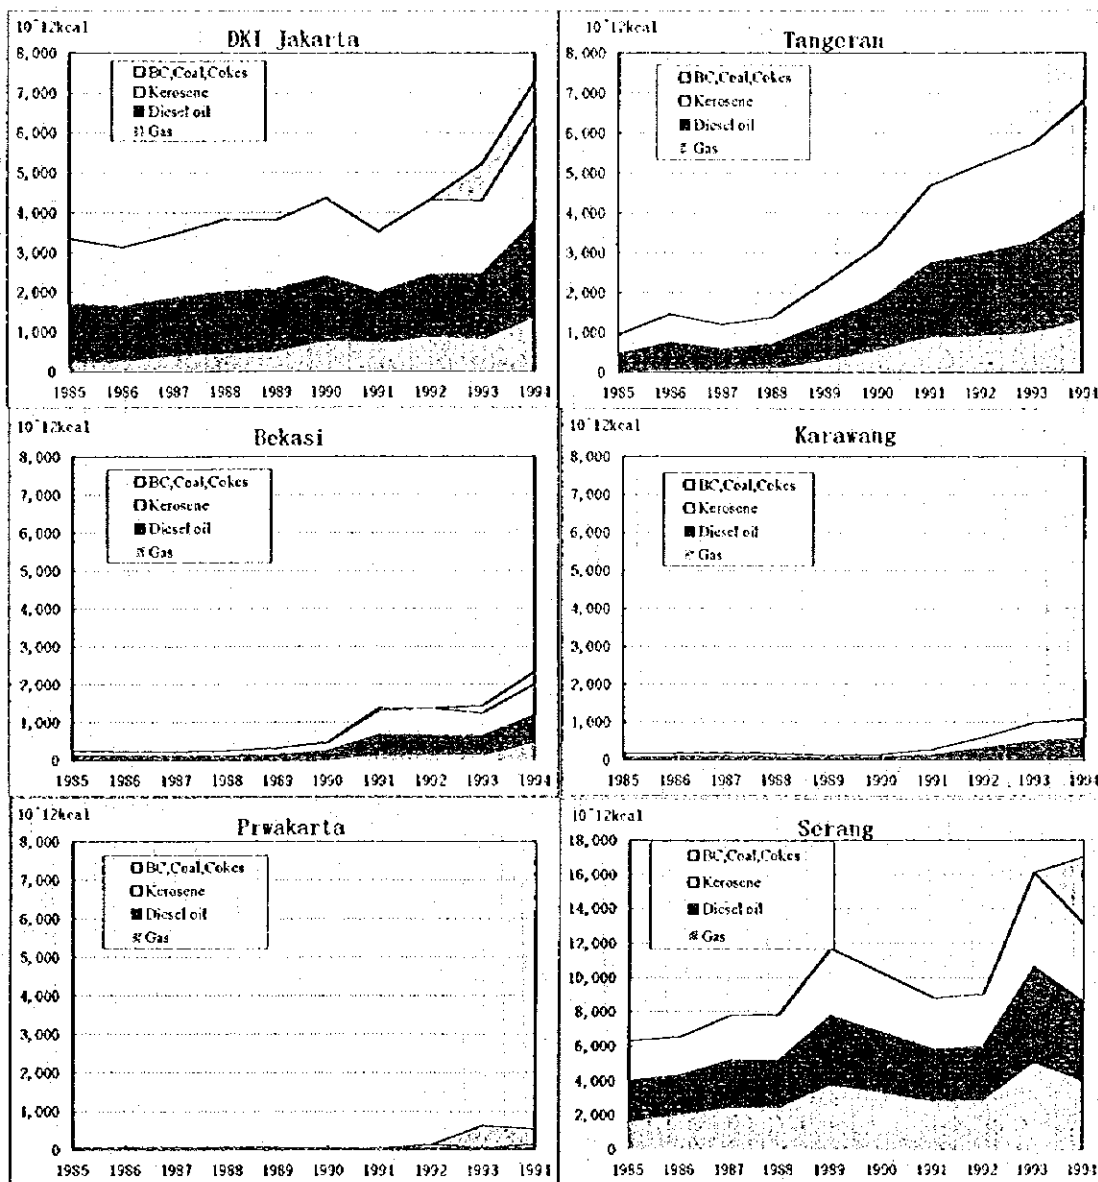 10^12kcal
DKI Jakarta
8,000
7,000
6,000
5,000
4,000
3,000
2,000
1,000
0
BC,Coal,Cokes
Kerosene
Diesel oil
Gas
1985 1986 1987 1988 1989 1990 1991 1992 1993 1994
10^12kcal
Tangeran
8,000
7,000
6,000
5,000
4,000
3,000
2,000
1,000
0
BC,Coal,Cokes
Kerosene
Diesel oil
Gas
1985 1986 1987 1988 1989 1990 1991 1992 1993 1994
10^12kcal
Bekasi
8,000
7,000
6,000
5,000
4,000
3,000
2,000
1,000
0
BC,Coal,Cokes
Kerosene
Diesel oil
Gas
1985 1986 1987 1988 1989 1990 1991 1992 1993 1994
10^12kcal
Karawang
8,000
7,000
6,000
5,000
4,000
3,000
2,000
1,000
0
BC,Coal,Cokes
Kerosene
Diesel oil
Gas
1985 1986 1987 1988 1989 1990 1991 1992 1993 1994
10^12kcal
Prwakarta
8,000
7,000
6,000
5,000
4,000
3,000
2,000
1,000
0
BC,Coal,Cokes
Kerosene
Diesel oil
Gas
1985 1986 1987 1988 1989 1990 1991 1992 1993 1994
10^12kcal
Serang
18,000
16,000
14,000
12,000
10,000
8,000
6,000
4,000
2,000
0
BC,Coal,Cokes
Kerosene
Diesel oil
Gas
1985 1986 1987 1988 1989 1990 1991 1992 1993 1994